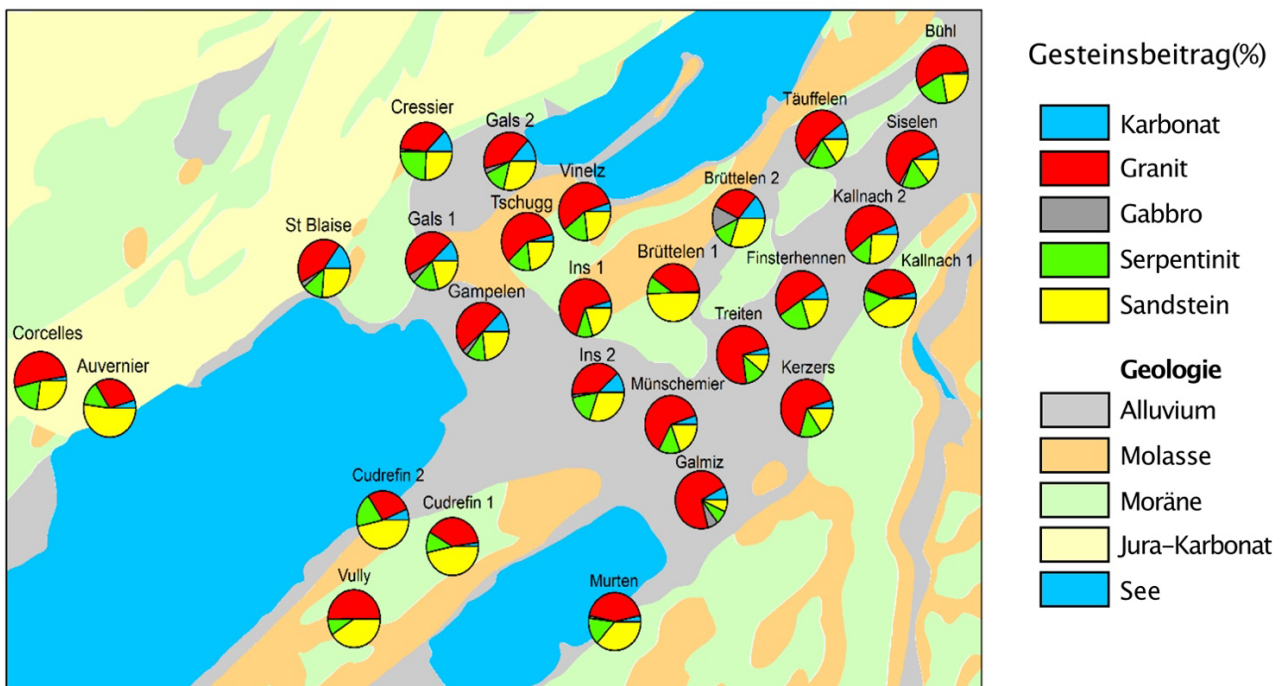 Bühl
Täuffelen
Cressier
Gals 2
Siselen
Vinelz
Brüttelen 2
Kallnach 2
Tschugg
St Blaise
Gals 1
Brüttelen 1
Finsterhennen
Kallnach 1
Gampelen
Ins 1
Treiten
Corcelles
Auvernier
Ins 2
Münschemier
Kerzers
Galmiz
Cudrefin 2
Cudrefin 1
Vully
Murten
Gesteinsbeitrag(%)
Karbonat
Granit
Gabbro
Serpentinit
Sandstein
Geologie
Alluvium
Molasse
Moräne
Jura-Karbonat
See